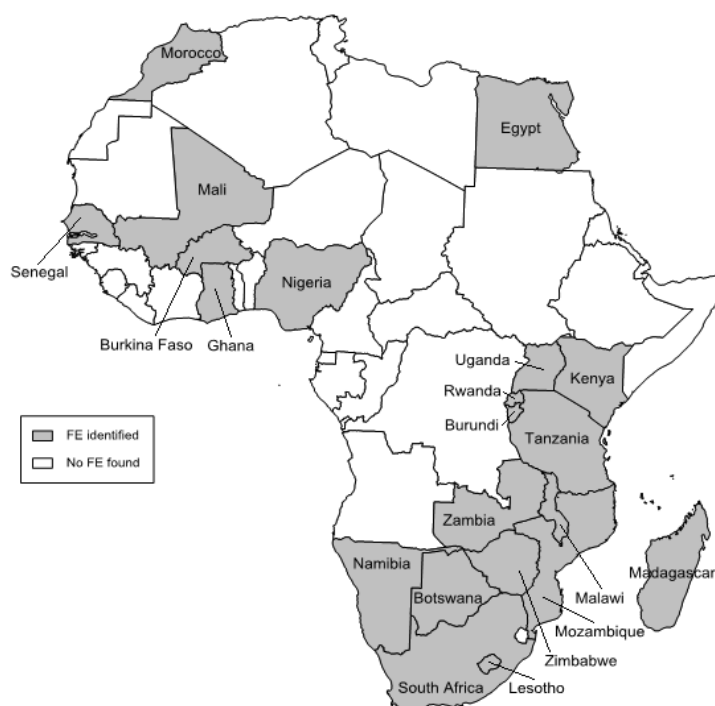 Morocco
Egypt
Mali
Senegal
Nigeria
Burkina Faso
Ghana
Uganda
Kenya
Rwanda
Burundi
Tanzania
FE identified
No FE found
Zambia
Namibia
Madagascar
Botswana
Malawi
Mozambique
Zimbabwe
South Africa
Lesotho